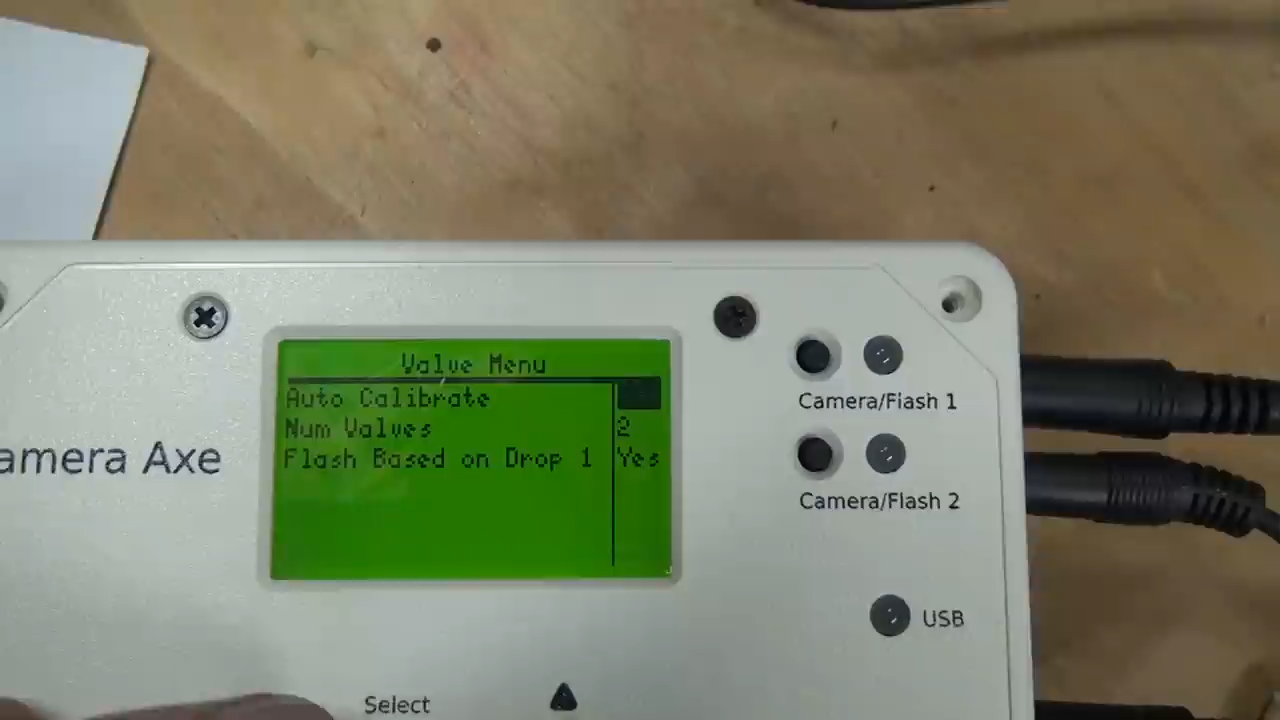 Valve Menu
Auto Calibrate
Num Valves 2
Flash Based on Drop 1 Yes
amera Axe
Camera/Flash 1
Camera/Flash 2
USB
Select